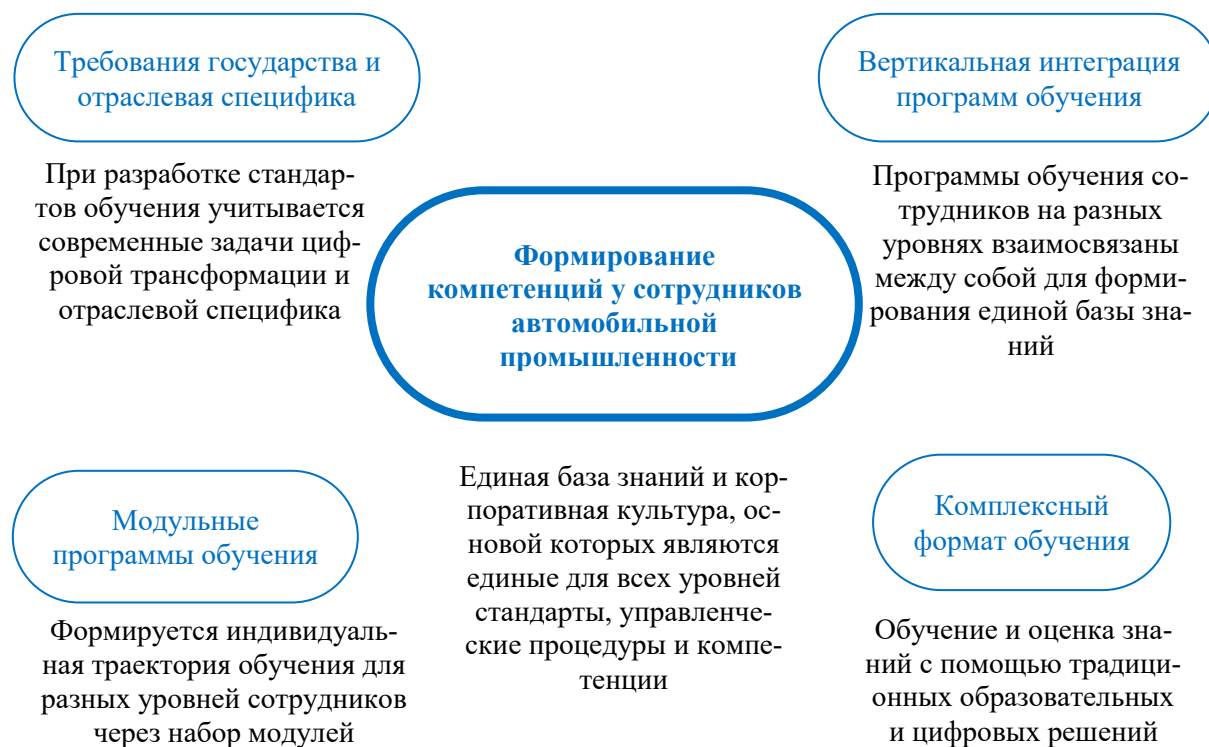 Требования государства и
отраслевая специфика
При разработке стандар-
тов обучения учитывается
современные задачи циф-
ровой трансформации и
отраслевой специфика
Вертикальная интеграция
программ обучения
Программы обучения со-
трудников на разных
уровнях взаимосвязаны
между собой для форми-
рования единой базы зна-
ний
Формирование
компетенций у сотрудников
автомобильной
промышленности
Единая база знаний и кор-
поративная культура, ос-
новой которых являются
единые для всех уровней
стандарты, управленче-
ские процедуры и компе-
тенции
Модульные
программы обучения
Формируется индивидуаль-
ная траектория обучения для
разных уровней сотрудников
через набор модулей
Комплексный
формат обучения
Обучение и оценка зна-
ний с помощью традици-
онных образовательных
и цифровых решений